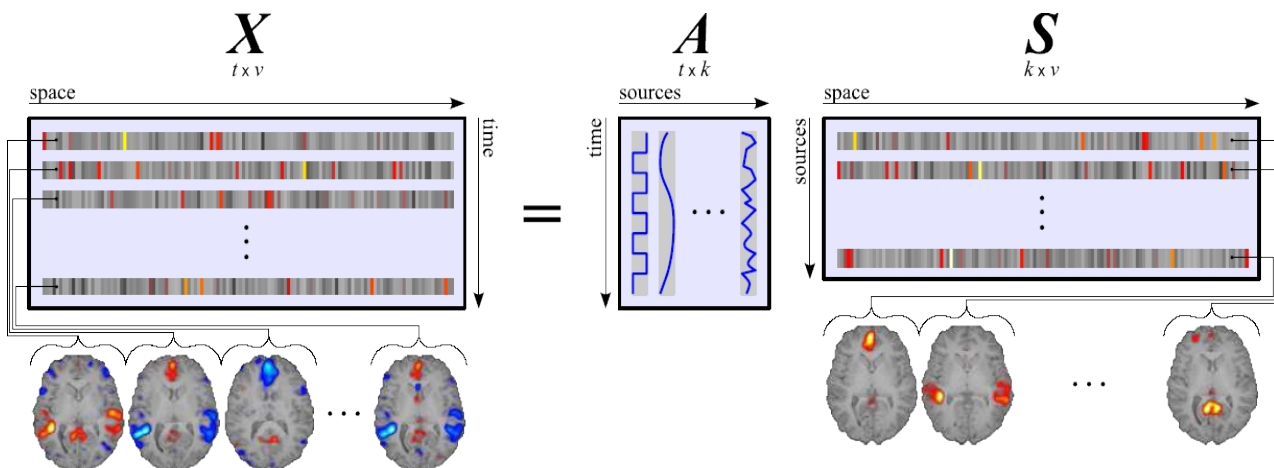 X
t x v
space
time
=
A
t x k
sources
time
S
k x v
space
sources